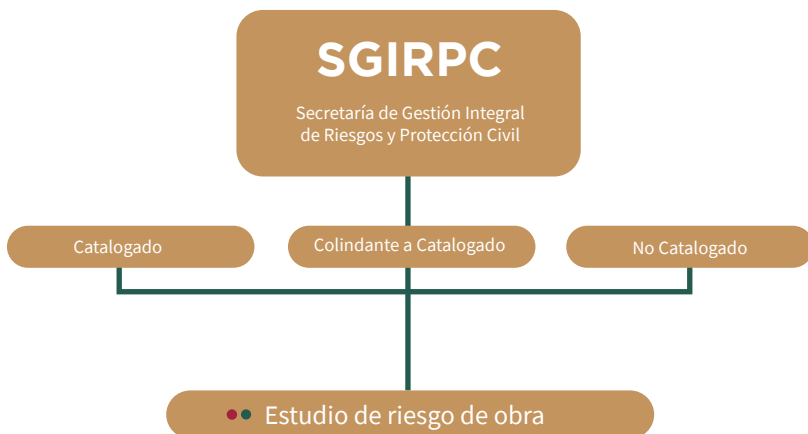 SGIRPC
Secretaría de Gestión Integral
de Riesgos y Protección Civil
Catalogado
Colindante a Catalogado
No Catalogado
Estudio de riesgo de obra